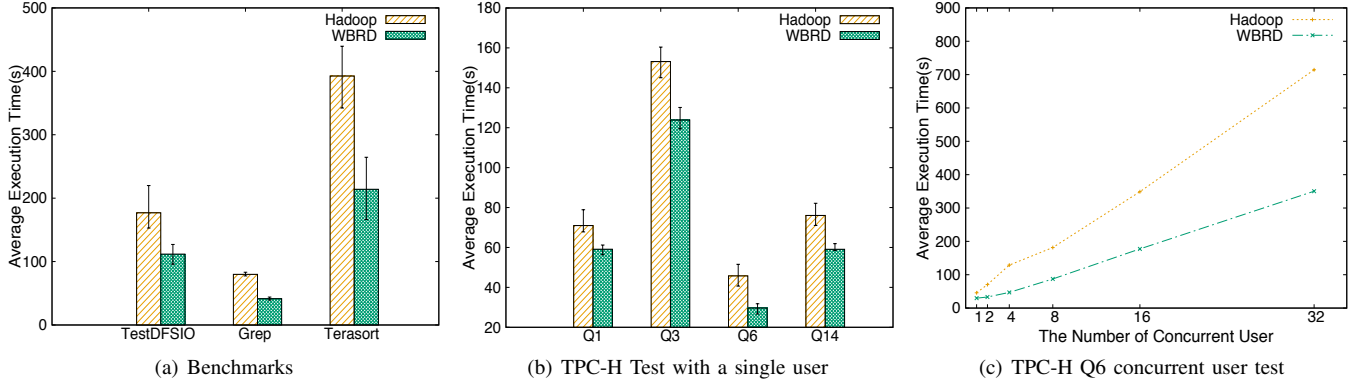 500
400
300
200
100
0
Average Execution Time(s)
Hadoop
WBRD
TestDFSIO
Grep
Terasort
(a) Benchmarks
180
160
140
120
100
80
60
40
20
Average Execution Time(s)
Hadoop
WBRD
Q1
Q3
Q6
Q14
(b) TPC-H Test with a single user
900
800
700
600
500
400
300
200
100
0
Average Execution Time(s)
Hadoop
WBRD
1 2 4 8 16 32
The Number of Concurrent User
(c) TPC-H Q6 concurrent user test